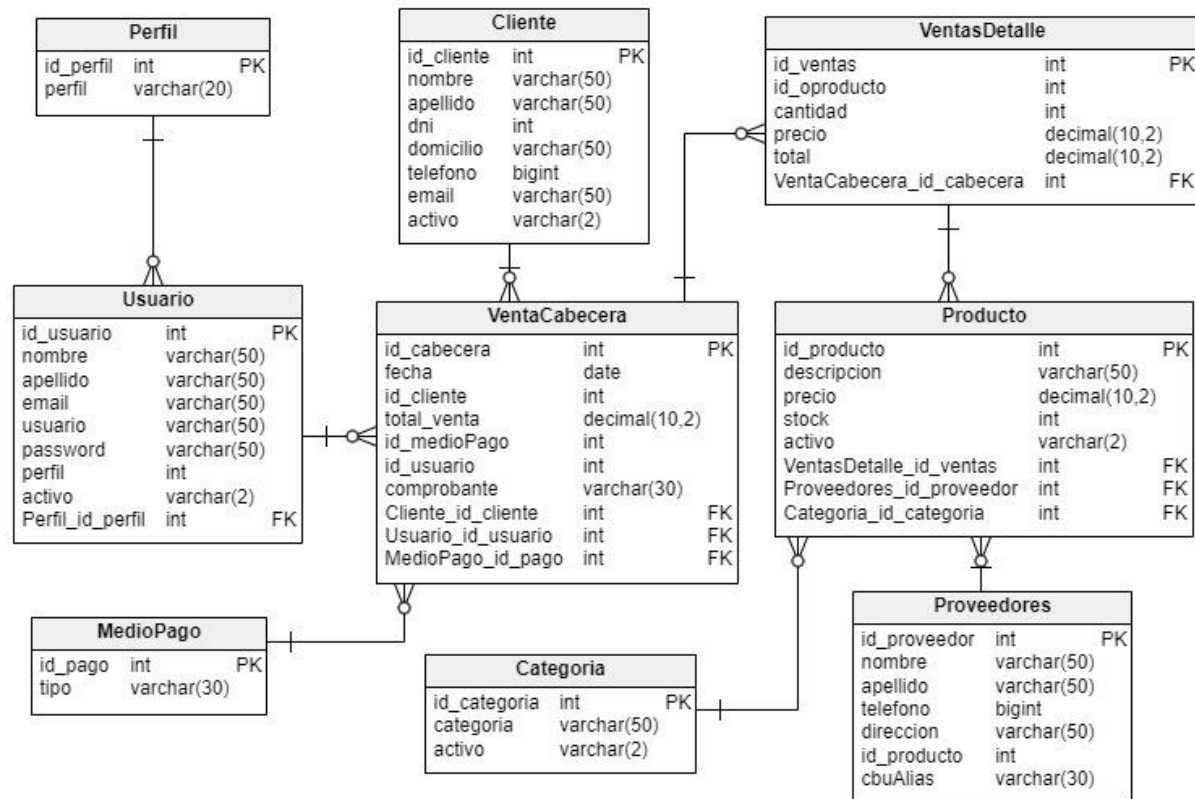 Perfil
id_perfil int PK
perfil varchar(20)
Cliente
id_cliente int PK
nombre varchar(50)
apellido varchar(50)
dni int
domicilio varchar(50)
telefono bigint
email varchar(50)
activo varchar(2)
VentasDetalle
id_ventas int PK
id_oproducto int
cantidad int
precio decimal(10,2)
total decimal(10,2)
VentaCabecera_id_cabecera int FK
Usuario
id_usuario int PK
nombre varchar(50)
apellido varchar(50)
email varchar(50)
usuario varchar(50)
password varchar(50)
perfil int
activo varchar(2)
Perfil_id_perfil int FK
VentaCabecera
id_cabecera int PK
fecha date
id_cliente int
total_venta decimal(10,2)
id_medioPago int
id_usuario int
comprobante varchar(30)
Cliente_id_cliente int FK
Usuario_id_usuario int FK
MedioPago_id_pago int FK
Producto
id_producto int PK
descripcion varchar(50)
precio decimal(10,2)
stock int
activo varchar(2)
VentasDetalle_id_ventas int FK
Proveedores_id_proveedor int FK
Categoria_id_categoria int FK
MedioPago
id_pago int PK
tipo varchar(30)
Categoria
id_categoria int PK
categoria varchar(50)
activo varchar(2)
Proveedores
id_proveedor int PK
nombre varchar(50)
apellido varchar(50)
telefono bigint
direccion varchar(50)
id_producto int
cbuAlias varchar(30)